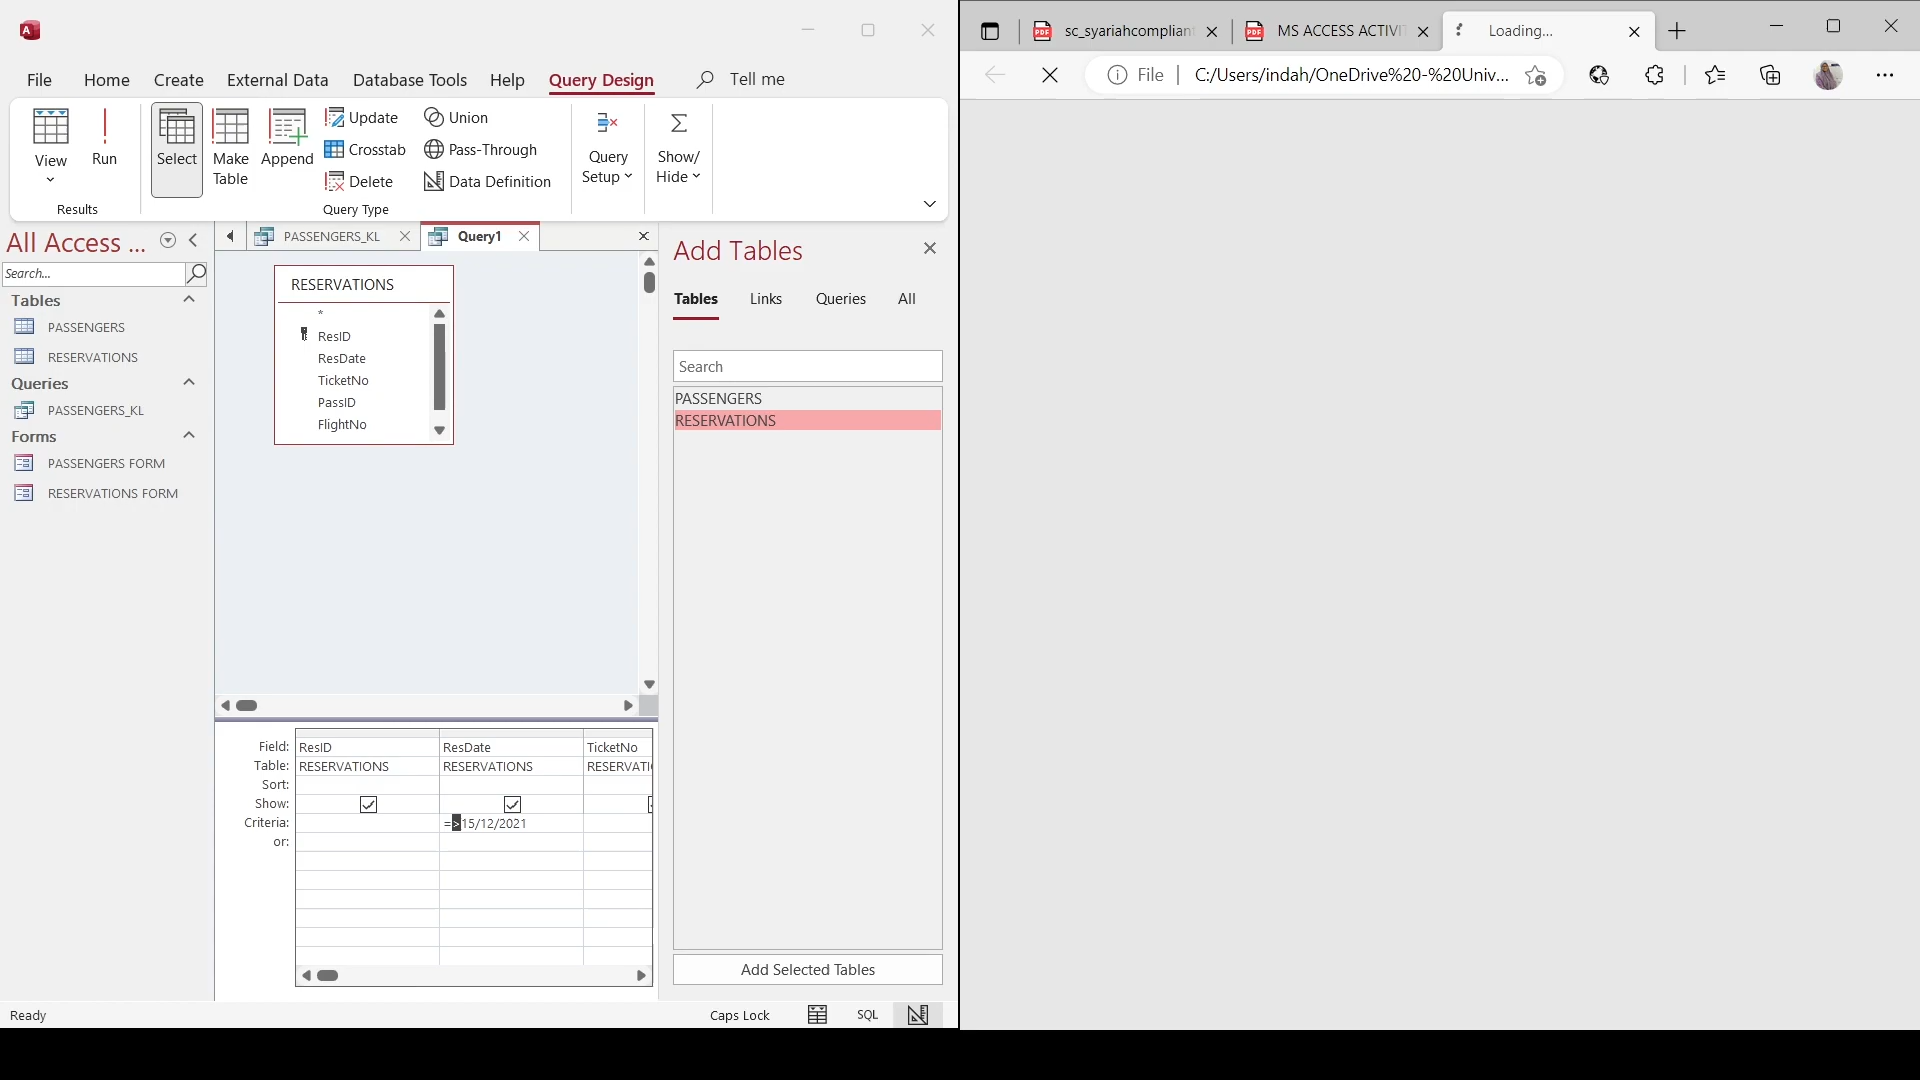 File Home Create External Data Database Tools Help Query Design Tell me
View
Run
Results
Select
Make Table
Append
Update
Crosstab
Delete
Union
Pass-Through
Data Definition
Query Type
Query Setup
Show/ Hide
All Access ...
Search...
Tables
PASSENGERS
RESERVATIONS
Queries
PASSENGERS_KL
Forms
PASSENGERS FORM
RESERVATIONS FORM
PASSENGERS_KL
Query1
RESERVATIONS
*
ResID
ResDate
TicketNo
PassID
FlightNo
Field: ResID ResDate TicketNo
Table: RESERVATIONS RESERVATIONS RESERVATI
Sort:
Show:
Criteria: =>15/12/2021
or:
Add Tables
Tables Links Queries All
Search
PASSENGERS
RESERVATIONS
Add Selected Tables
Ready
Caps Lock
SQL
sc_syariahcomplian
MS ACCESS ACTIVI
Loading...
File C:/Users/indah/OneDrive%20-%20Univ...